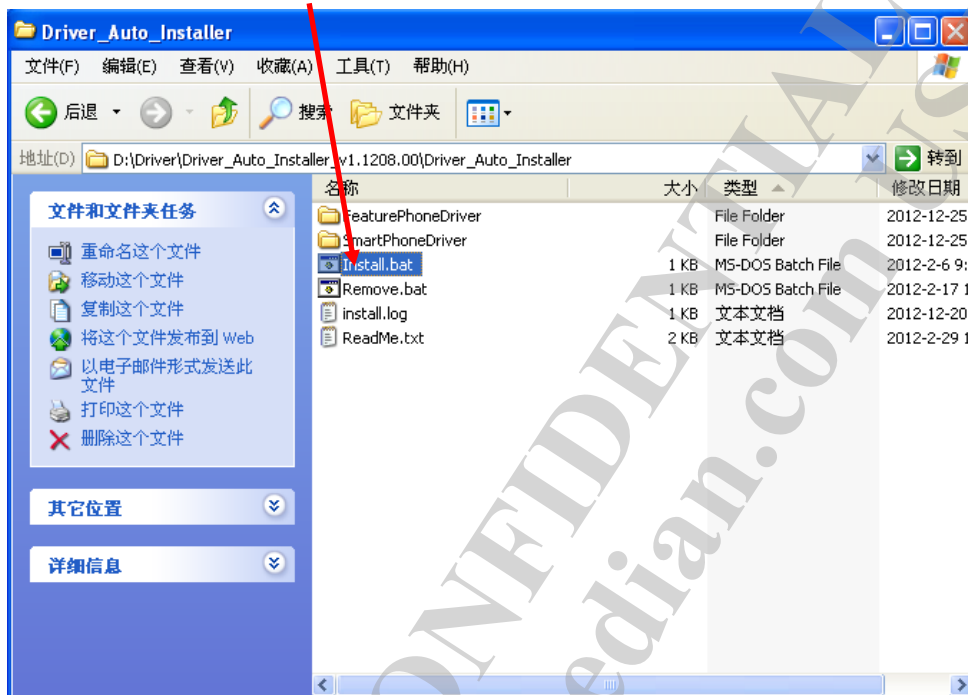 Driver_Auto_Installer
文件(F) 编辑(E) 查看(V) 收藏(A) 工具(T) 帮助(H)
后退 搜索 文件夹
地址(D) D:\Driver\Driver_Auto_Installer_v1.1208.00\Driver_Auto_Installer 转到
名称 大小 类型 修改日期
文件和文件夹任务
重命名这个文件
移动这个文件
复制这个文件
将这个文件发布到 Web
以电子邮件形式发送此
文件
打印这个文件
删除这个文件
其它位置
详细信息
FeaturePhoneDriver File Folder 2012-12-25
SmartPhoneDriver File Folder 2012-12-25
Install.bat 1 KB MS-DOS Batch File 2012-2-6 9:
Remove.bat 1 KB MS-DOS Batch File 2012-2-17 1
install.log 1 KB 文本文档 2012-12-20
ReadMe.txt 2 KB 文本文档 2012-2-29 1
ONFIDENTIAL
edian.com US